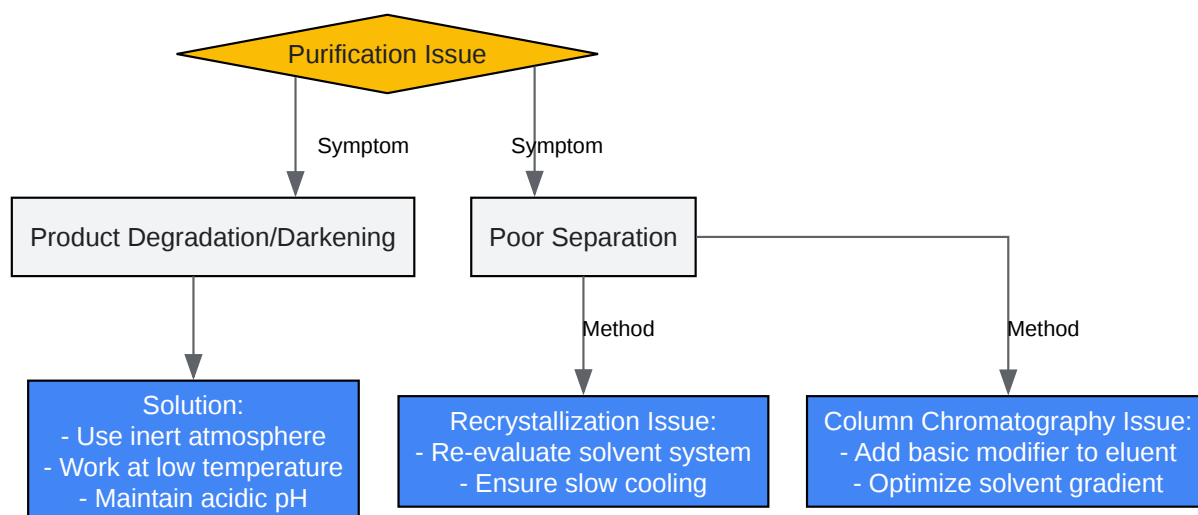 Purification Issue
Symptom
Symptom
Product Degradation/Darkening
Poor Separation
Method
Method
Solution:
- Use inert atmosphere
- Work at low temperature
- Maintain acidic pH
Recrystallization Issue:
- Re-evaluate solvent system
- Ensure slow cooling
Column Chromatography Issue:
- Add basic modifier to eluent
- Optimize solvent gradient